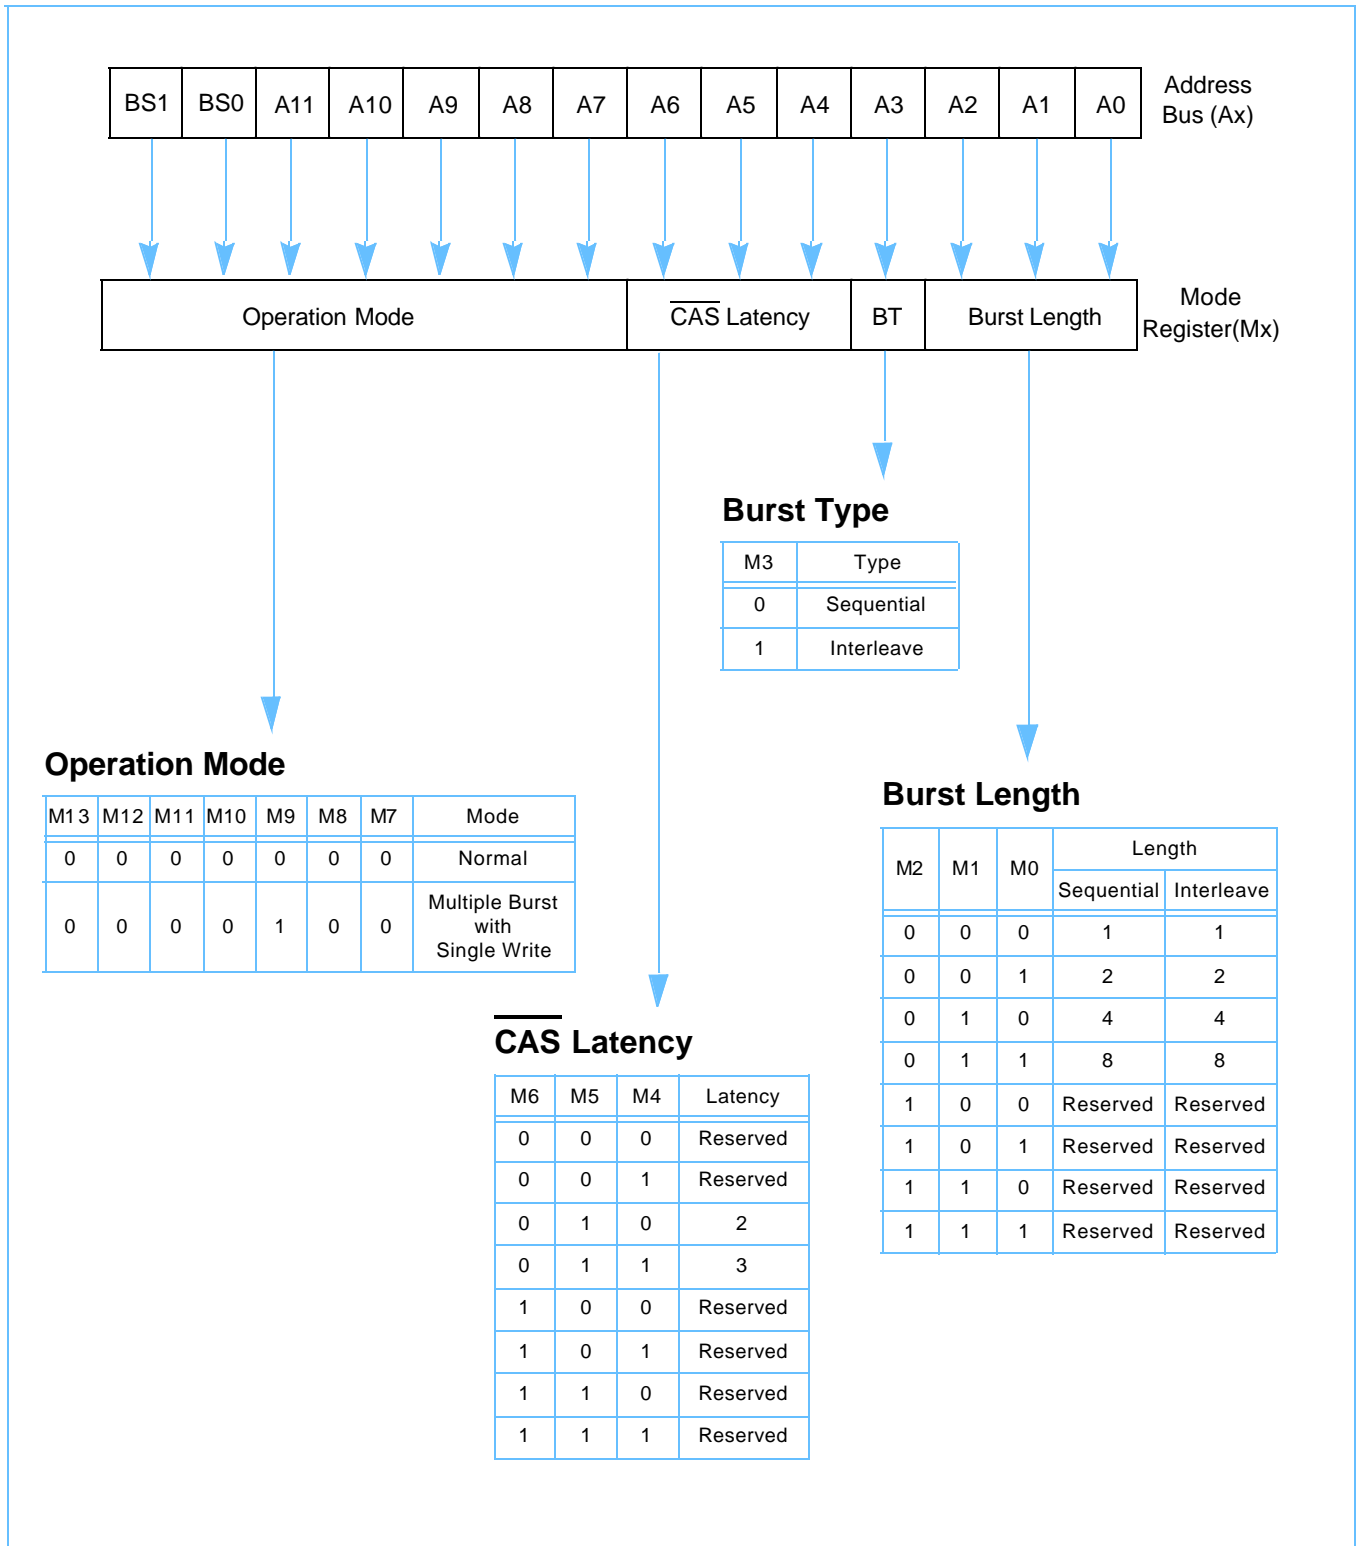 BS1 BS0 A11 A10 A9 A8 A7 A6 A5 A4 A3 A2 A1 A0
Address
Bus (Ax)
Operation Mode CAS Latency BT Burst Length
Mode
Register(Mx)
Burst Type
M3 Type
0 Sequential
1 Interleave
Operation Mode
M13 M12 M11 M10 M9 M8 M7 Mode
0 0 0 0 0 0 0 Normal
0 0 0 0 1 0 0 Multiple Burst
with
Single Write
Burst Length
M2 M1 M0 Length
Sequential Interleave
0 0 0 1 1
0 0 1 2 2
0 1 0 4 4
0 1 1 8 8
1 0 0 Reserved Reserved
1 0 1 Reserved Reserved
1 1 0 Reserved Reserved
1 1 1 Reserved Reserved
CAS Latency
M6 M5 M4 Latency
0 0 0 Reserved
0 0 1 Reserved
0 1 0 2
0 1 1 3
1 0 0 Reserved
1 0 1 Reserved
1 1 0 Reserved
1 1 1 Reserved